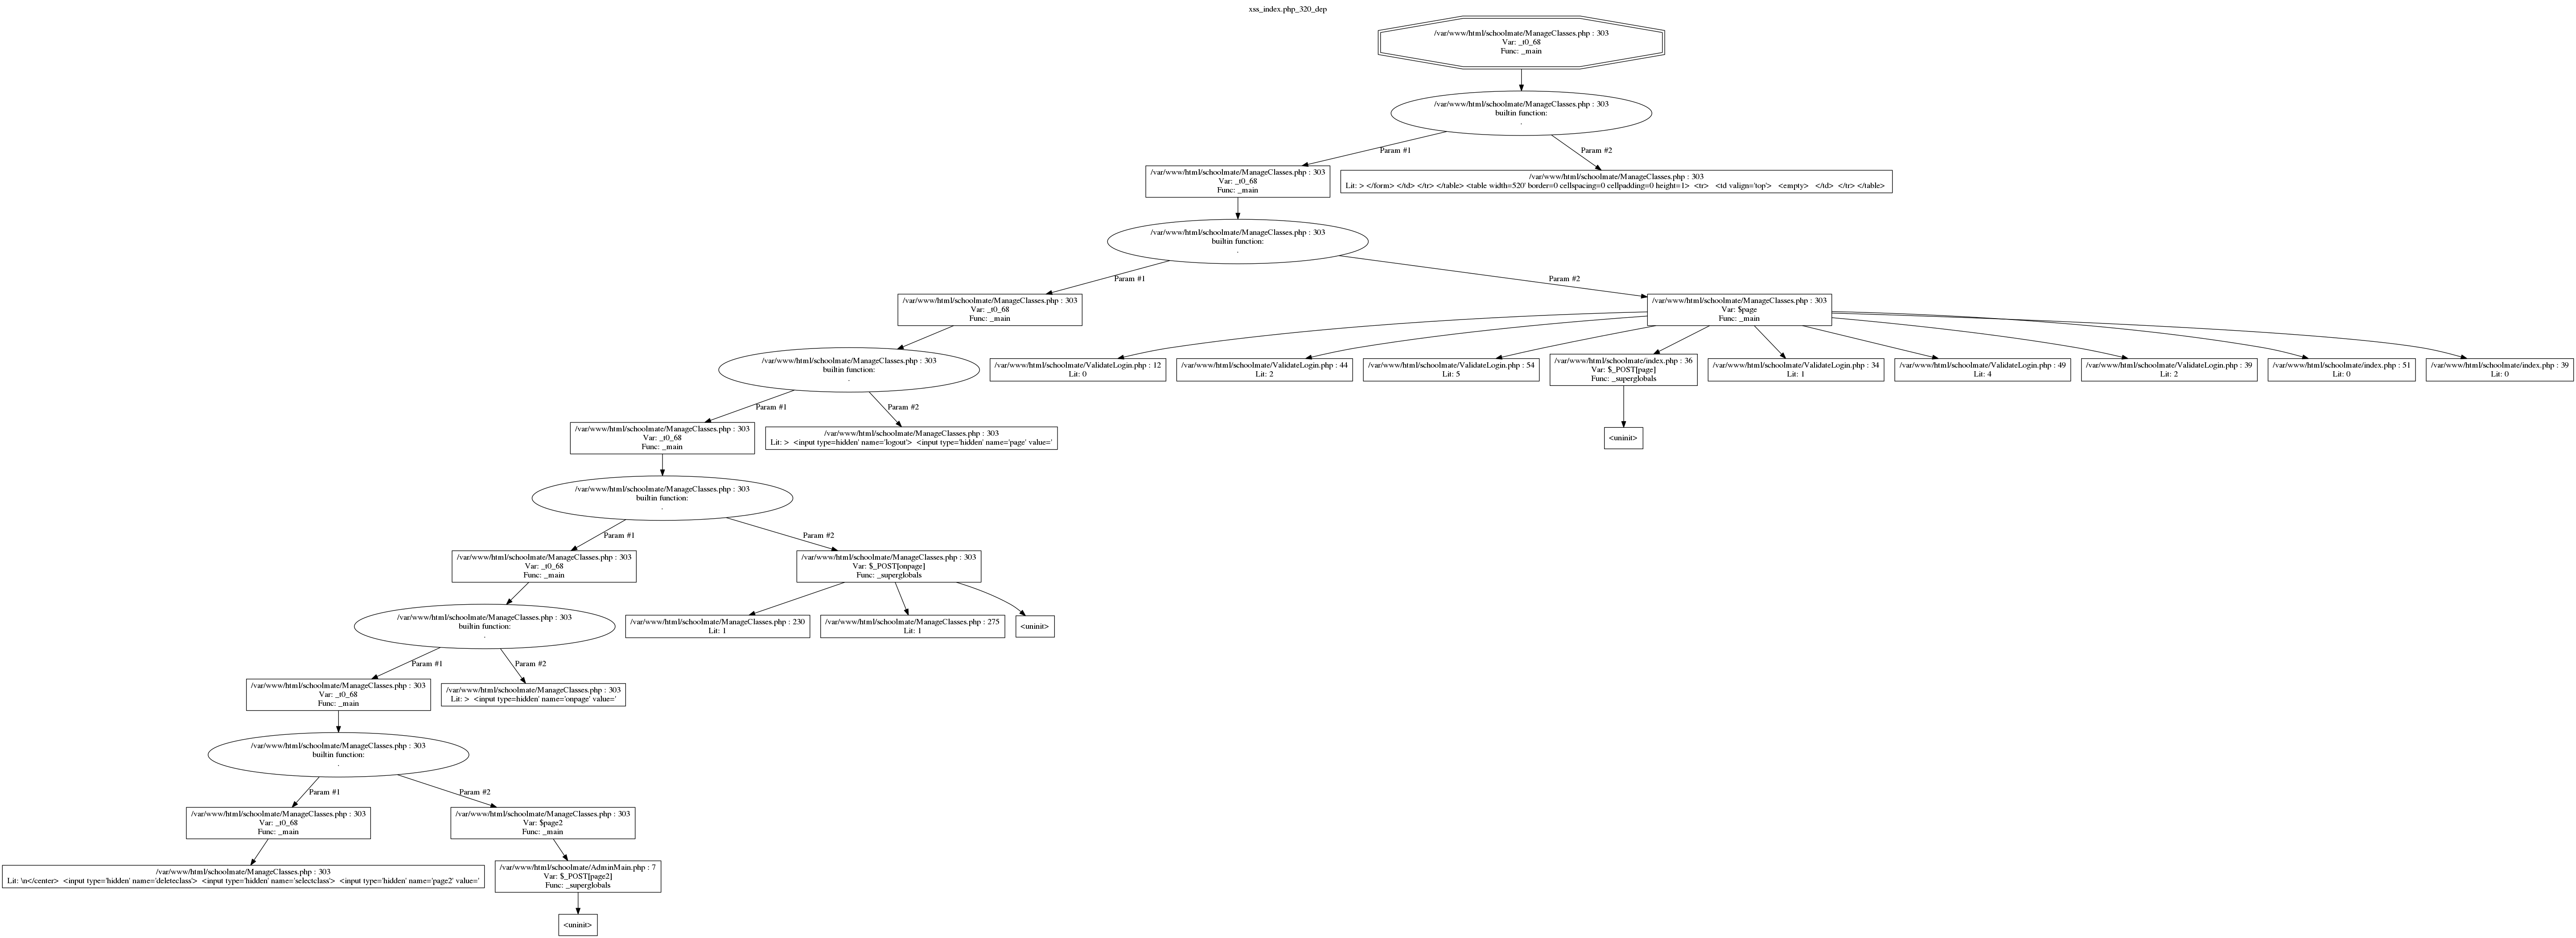 xss_index.php_320_dep
/var/www/html/schoolmate/ManageClasses.php : 303
Var: _t0_68
Func: _main
/var/www/html/schoolmate/ManageClasses.php : 303
builtin function:
.
Param #1
Param #2
/var/www/html/schoolmate/ManageClasses.php : 303
Var: _t0_68
Func: _main
/var/www/html/schoolmate/ManageClasses.php : 303
Lit: > </form> </td> </tr> </table> <table width=520' border=0 cellspacing=0 cellpadding=0 height=1> <tr> <td valign='top'> <empty> </td> </tr> </table>
/var/www/html/schoolmate/ManageClasses.php : 303
builtin function:
.
Param #1
Param #2
/var/www/html/schoolmate/ManageClasses.php : 303
Var: _t0_68
Func: _main
/var/www/html/schoolmate/ManageClasses.php : 303
Var: $page
Func: _main
/var/www/html/schoolmate/ManageClasses.php : 303
builtin function:
.
/var/www/html/schoolmate/ValidateLogin.php : 12
Lit: 0
/var/www/html/schoolmate/ValidateLogin.php : 44
Lit: 2
/var/www/html/schoolmate/ValidateLogin.php : 54
Lit: 5
/var/www/html/schoolmate/index.php : 36
Var: $_POST[page]
Func: _superglobals
/var/www/html/schoolmate/ValidateLogin.php : 34
Lit: 1
/var/www/html/schoolmate/ValidateLogin.php : 49
Lit: 4
/var/www/html/schoolmate/ValidateLogin.php : 39
Lit: 2
/var/www/html/schoolmate/index.php : 51
Lit: 0
/var/www/html/schoolmate/index.php : 39
Lit: 0
Param #1
Param #2
/var/www/html/schoolmate/ManageClasses.php : 303
Var: _t0_68
Func: _main
/var/www/html/schoolmate/ManageClasses.php : 303
Lit: > <input type=hidden' name='logout'> <input type='hidden' name='page' value='
<uninit>
/var/www/html/schoolmate/ManageClasses.php : 303
builtin function:
.
Param #1
Param #2
/var/www/html/schoolmate/ManageClasses.php : 303
Var: _t0_68
Func: _main
/var/www/html/schoolmate/ManageClasses.php : 303
Var: $_POST[onpage]
Func: _superglobals
/var/www/html/schoolmate/ManageClasses.php : 303
builtin function:
.
/var/www/html/schoolmate/ManageClasses.php : 230
Lit: 1
/var/www/html/schoolmate/ManageClasses.php : 275
Lit: 1
<uninit>
Param #1
Param #2
/var/www/html/schoolmate/ManageClasses.php : 303
Var: _t0_68
Func: _main
/var/www/html/schoolmate/ManageClasses.php : 303
Lit: > <input type=hidden' name='onpage' value='
/var/www/html/schoolmate/ManageClasses.php : 303
builtin function:
.
Param #1
Param #2
/var/www/html/schoolmate/ManageClasses.php : 303
Var: _t0_68
Func: _main
/var/www/html/schoolmate/ManageClasses.php : 303
Var: $page2
Func: _main
/var/www/html/schoolmate/ManageClasses.php : 303
Lit: \n</center> <input type='hidden' name='deleteclass'> <input type='hidden' name='selectclass'> <input type='hidden' name='page2' value='
/var/www/html/schoolmate/AdminMain.php : 7
Var: $_POST[page2]
Func: _superglobals
<uninit>